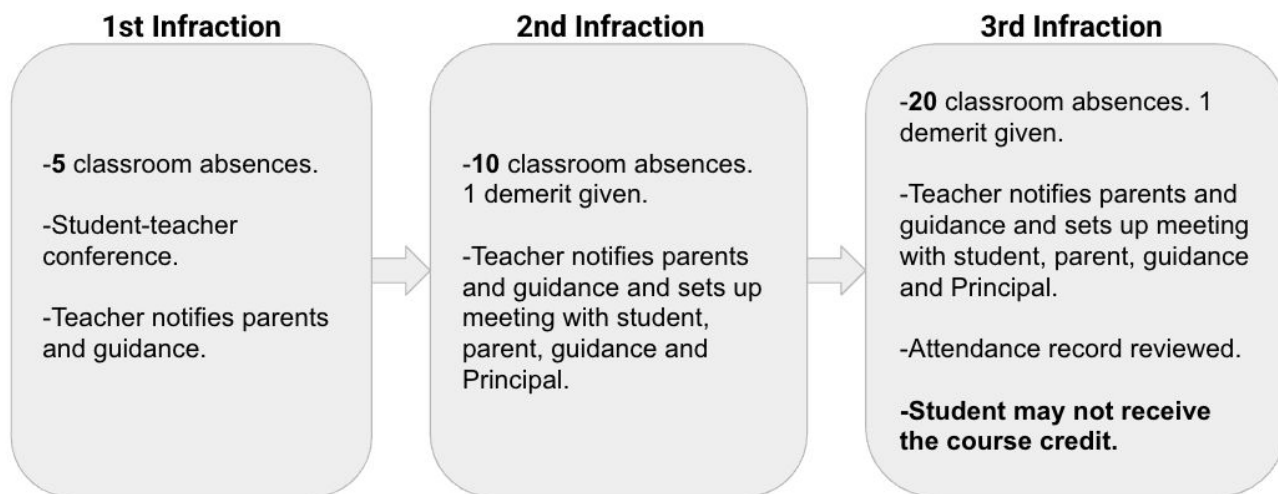 1st Infraction
-5 classroom absences.
-Student-teacher
conference.
-Teacher notifies parents
and guidance.
2nd Infraction
-10 classroom absences.
1 demerit given.
-Teacher notifies parents
and guidance and sets up
meeting with student,
parent, guidance and
Principal.
3rd Infraction
-20 classroom absences. 1
demerit given.
-Teacher notifies parents and
guidance and sets up meeting
with student, parent, guidance
and Principal.
-Attendance record reviewed.
-Student may not receive
the course credit.